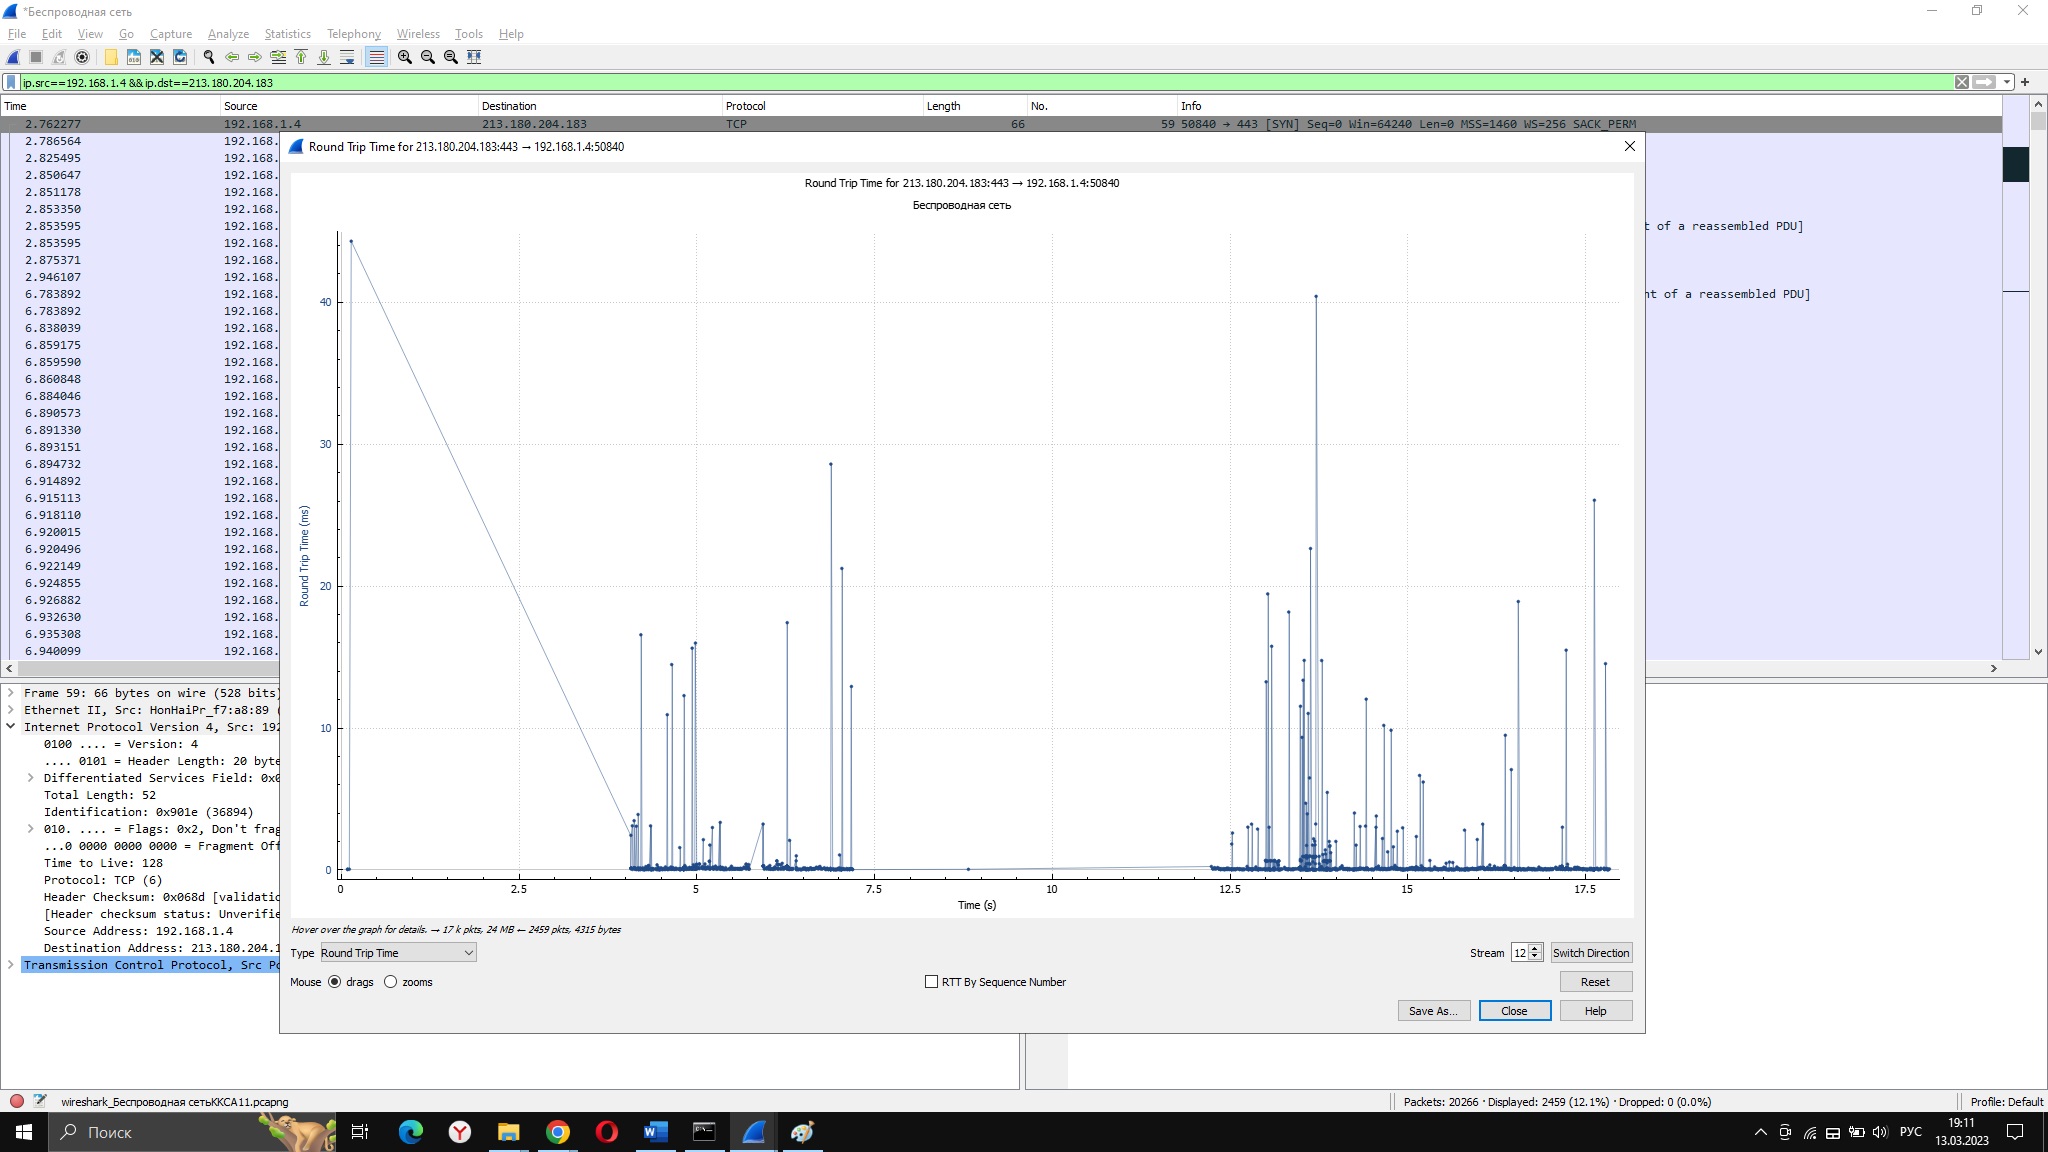 *Беспроводная сеть
File Edit View Go Capture Analyze Statistics Telephony Wireless Tools Help
ip.src==192.168.1.4 && ip.dst==213.180.204.183
Time Source Destination Protocol Length No. Info
2.762277 192.168.1.4 213.180.204.183 TCP 66 59 50840 → 443 [SYN] Seq=0 Win=64240 Len=0 MSS=1460 WS=256 SACK_PERM
2.786564 192.168.
2.825495 192.168.
2.850647 192.168.
2.851178 192.168.
2.853350 192.168.
2.853595 192.168. t of a reassembled PDU]
2.853595 192.168.
2.875371 192.168.
2.946107 192.168.
6.783892 192.168. nt of a reassembled PDU]
6.783892 192.168.
6.838039 192.168.
6.859175 192.168.
6.859590 192.168.
6.860848 192.168.
6.884046 192.168.
6.890573 192.168.
6.891330 192.168.
6.893151 192.168.
6.894732 192.168.
6.914892 192.168.
6.915113 192.168.
6.918110 192.168.
6.920015 192.168.
6.920496 192.168.
6.922149 192.168.
6.924855 192.168.
6.926882 192.168.
6.932630 192.168.
6.935308 192.168.
6.940099 192.168.
Round Trip Time for 213.180.204.183:443 → 192.168.1.4:50840
Round Trip Time for 213.180.204.183:443 → 192.168.1.4:50840
Беспроводная сеть
Round Trip Time (ms)
40
30
20
10
0
0 2.5 5 7.5 10 12.5 15 17.5
Time (s)
Hover over the graph for details. → 17 k pkts, 24 MB ← 2459 pkts, 4315 bytes
Type Round Trip Time Stream 12 Switch Direction
Mouse drags zooms RTT By Sequence Number Reset
Save As... Close Help
Frame 59: 66 bytes on wire (528 bits)
Ethernet II, Src: HonHaiPr_f7:a8:89 (
Internet Protocol Version 4, Src: 192
0100 .... = Version: 4
.... 0101 = Header Length: 20 byte
Differentiated Services Field: 0x0
Total Length: 52
Identification: 0x901e (36894)
010. .... = Flags: 0x2, Don't frag
...0 0000 0000 0000 = Fragment Off
Time to Live: 128
Protocol: TCP (6)
Header Checksum: 0x068d [validatio
[Header checksum status: Unverifie
Source Address: 192.168.1.4
Destination Address: 213.180.204.1
Transmission Control Protocol, Src Po
wireshark_Беспроводная сетьKKCA11.pcapng Packets: 20266 · Displayed: 2459 (12.1%) · Dropped: 0 (0.0%) Profile: Default
Поиск РУС 19:11
13.03.2023